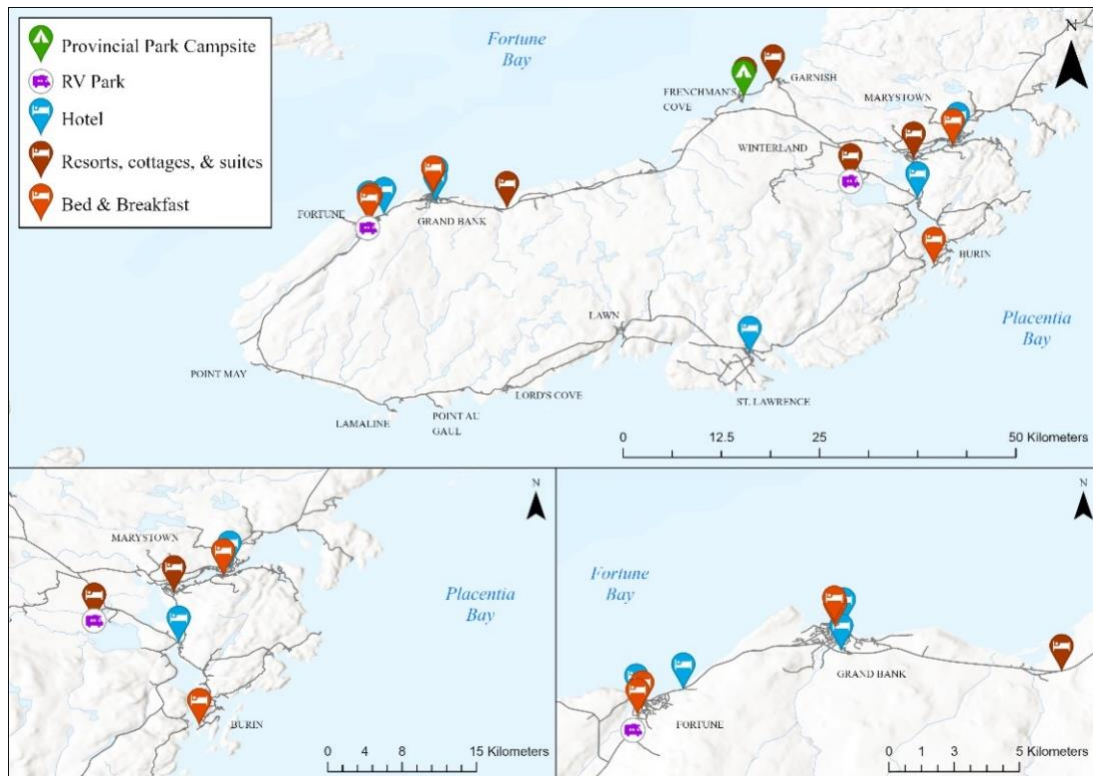 Provincial Park Campsite
RV Park
Hotel
Resorts, cottages, & suites
Bed & Breakfast
Fortune
Bay
N
GARNISH
FRENCHMAN'S
COVE
MARYSTOWN
WINTERLAND
FORTUNE
GRAND BANK
BURIN
Placentia
Bay
LAWN
POINT MAY
LORD'S COVE
ST. LAWRENCE
LAMALINE
POINT AU
GAUL
0 12.5 25 50 Kilometers
N
MARYSTOWN
Placentia
Bay
BURIN
0 4 8 15 Kilometers
N
Fortune
Bay
GRAND BANK
FORTUNE
0 1 3 5 Kilometers